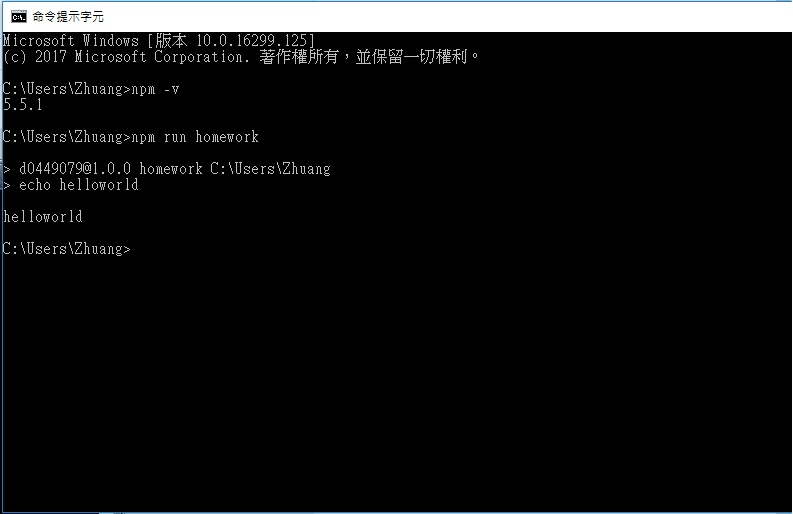 命令提示字元
Microsoft Windows [版本 10.0.16299.125]
(c) 2017 Microsoft Corporation. 著作權所有，並保留一切權利。
C:\Users\Zhuang>npm -v
5.5.1
C:\Users\Zhuang>npm run homework
> d0449079@1.0.0 homework C:\Users\Zhuang
> echo helloworld
helloworld
C:\Users\Zhuang>